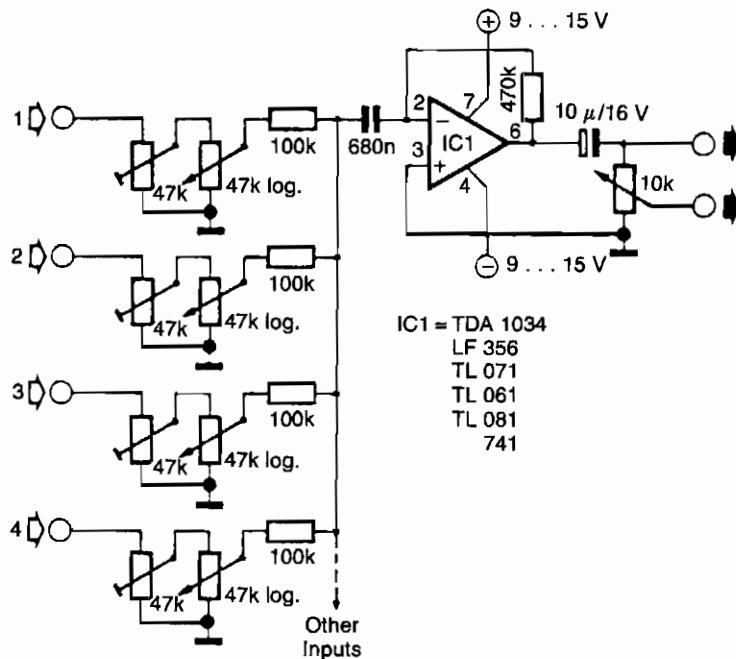 + 9 . . . 15 V
470k
10 μ/16 V
2
7
6
IC1
3
4
680n
10k
− 9 . . . 15 V
1
47k
47k log.
100k
2
47k
47k log.
100k
3
47k
47k log.
100k
4
47k
47k log.
100k
Other
Inputs
IC1 = TDA 1034
LF 356
TL 071
TL 061
TL 081
741